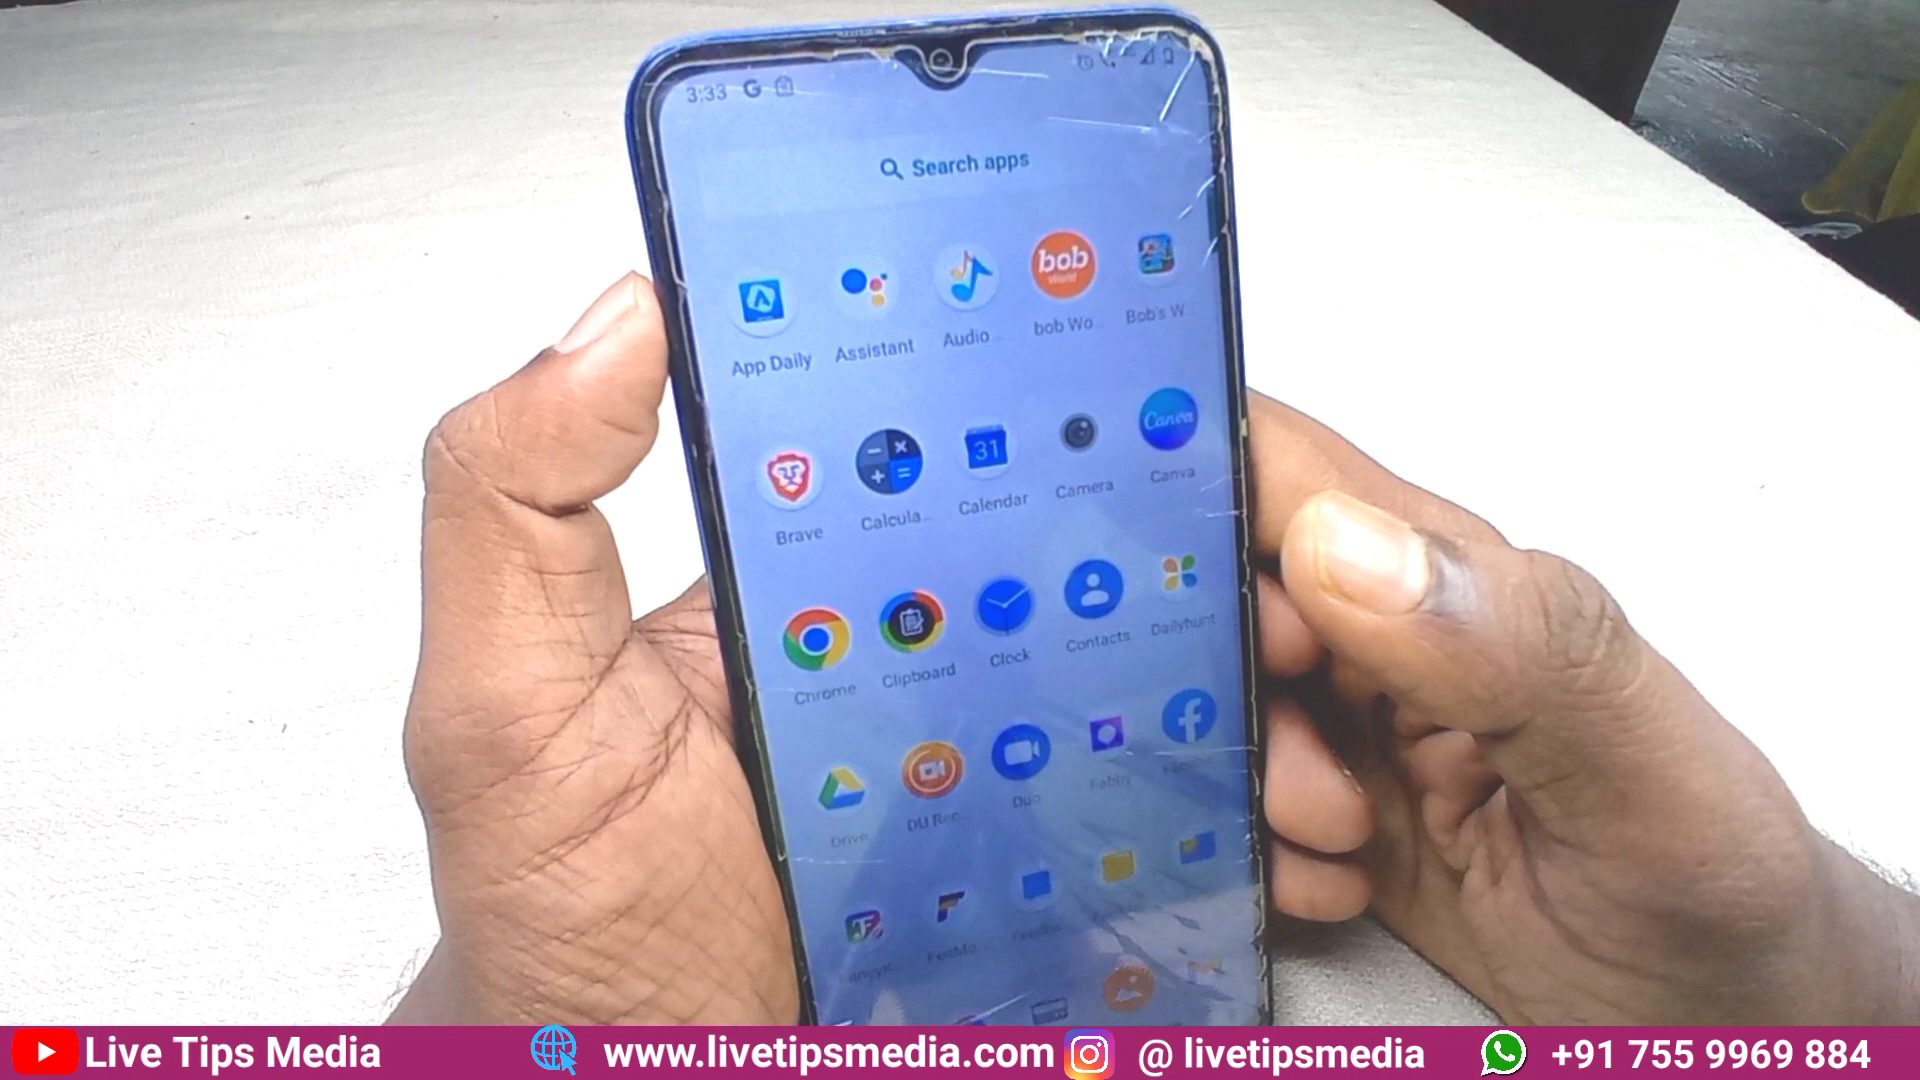 3:33
Search apps
App Daily
Assistant
Audio...
bob World
bob Wo...
Bob's W...
Brave
Calcula...
31
Calendar
Camera
Canva
Canva
Chrome
Clipboard
Clock
Contacts
Dailyhunt
Drive
DU Rec...
Duo
Fabby
Live Tips Media
www.livetipsmedia.com
@ livetipsmedia
+91 755 9969 884